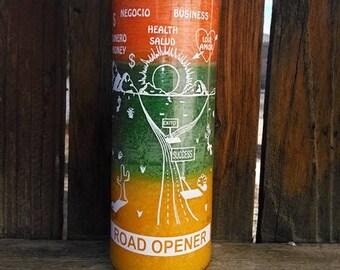 $ NEGOCIO BUSINESS
DINERO
MONEY
HEALTH
SALUD
LOVE
AMOR
$
EXITO
SUCCESS
ROAD OPENER